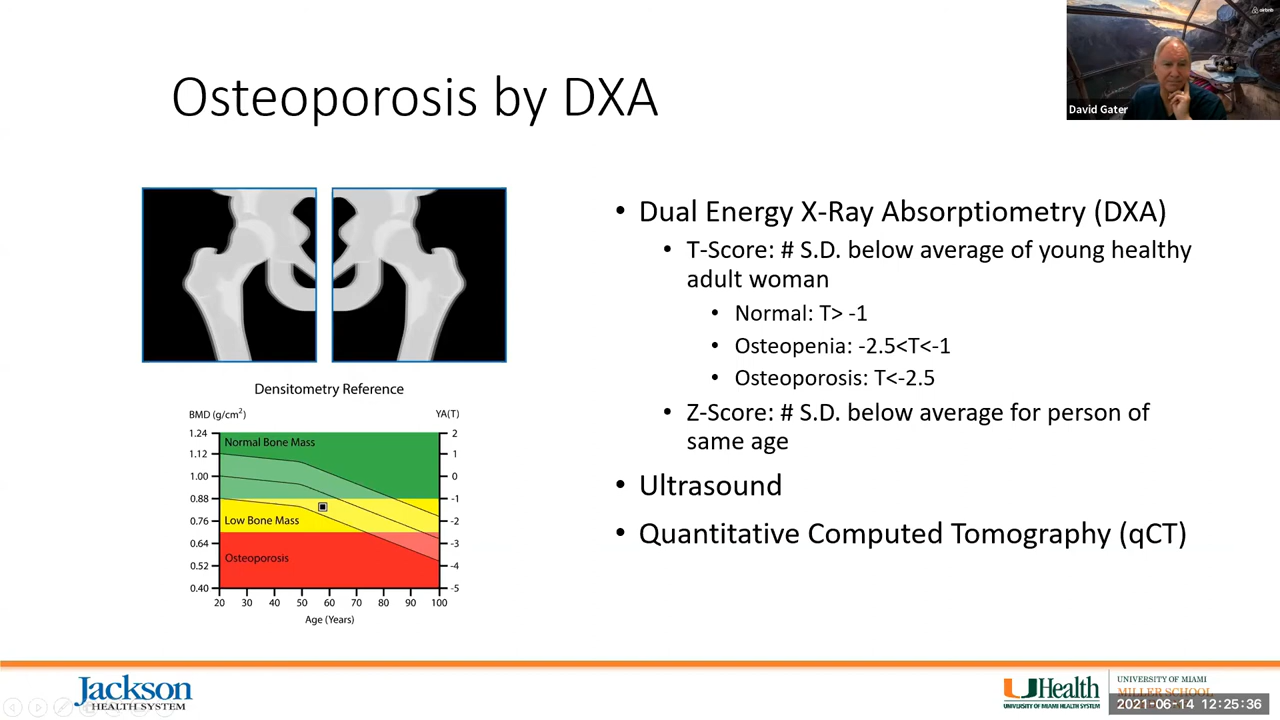 airbnb
David Gater
Osteoporosis by DXA
• Dual Energy X-Ray Absorptiometry (DXA)
• T-Score: # S.D. below average of young healthy
adult woman
• Normal: T> -1
• Osteopenia: -2.5<T<-1
• Osteoporosis: T<-2.5
• Z-Score: # S.D. below average for person of
same age
• Ultrasound
• Quantitative Computed Tomography (qCT)
Densitometry Reference
BMD (g/cm²) YA(T)
1.24 2
Normal Bone Mass
1.12 1
1.00 0
0.88 -1
0.76 Low Bone Mass -2
0.64 -3
Osteoporosis
0.52 -4
0.40 -5
20 30 40 50 60 70 80 90 100
Age (Years)
Jackson
HEALTH SYSTEM
UHealth
UNIVERSITY OF MIAMI HEALTH SYSTEM
UNIVERSITY OF MIAMI
MILLER SCHOOL
2021-06-14 12:25:36